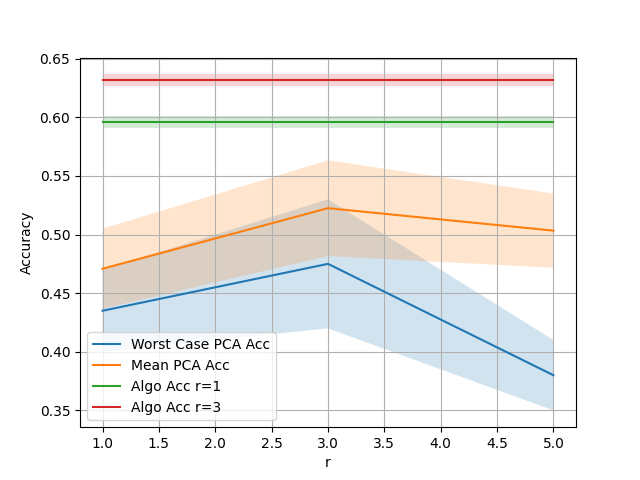 0.65
0.60
0.55
0.50
0.45
0.40
0.35
Accuracy
Worst Case PCA Acc
Mean PCA Acc
Algo Acc r=1
Algo Acc r=3
1.0 1.5 2.0 2.5 3.0 3.5 4.0 4.5 5.0
r